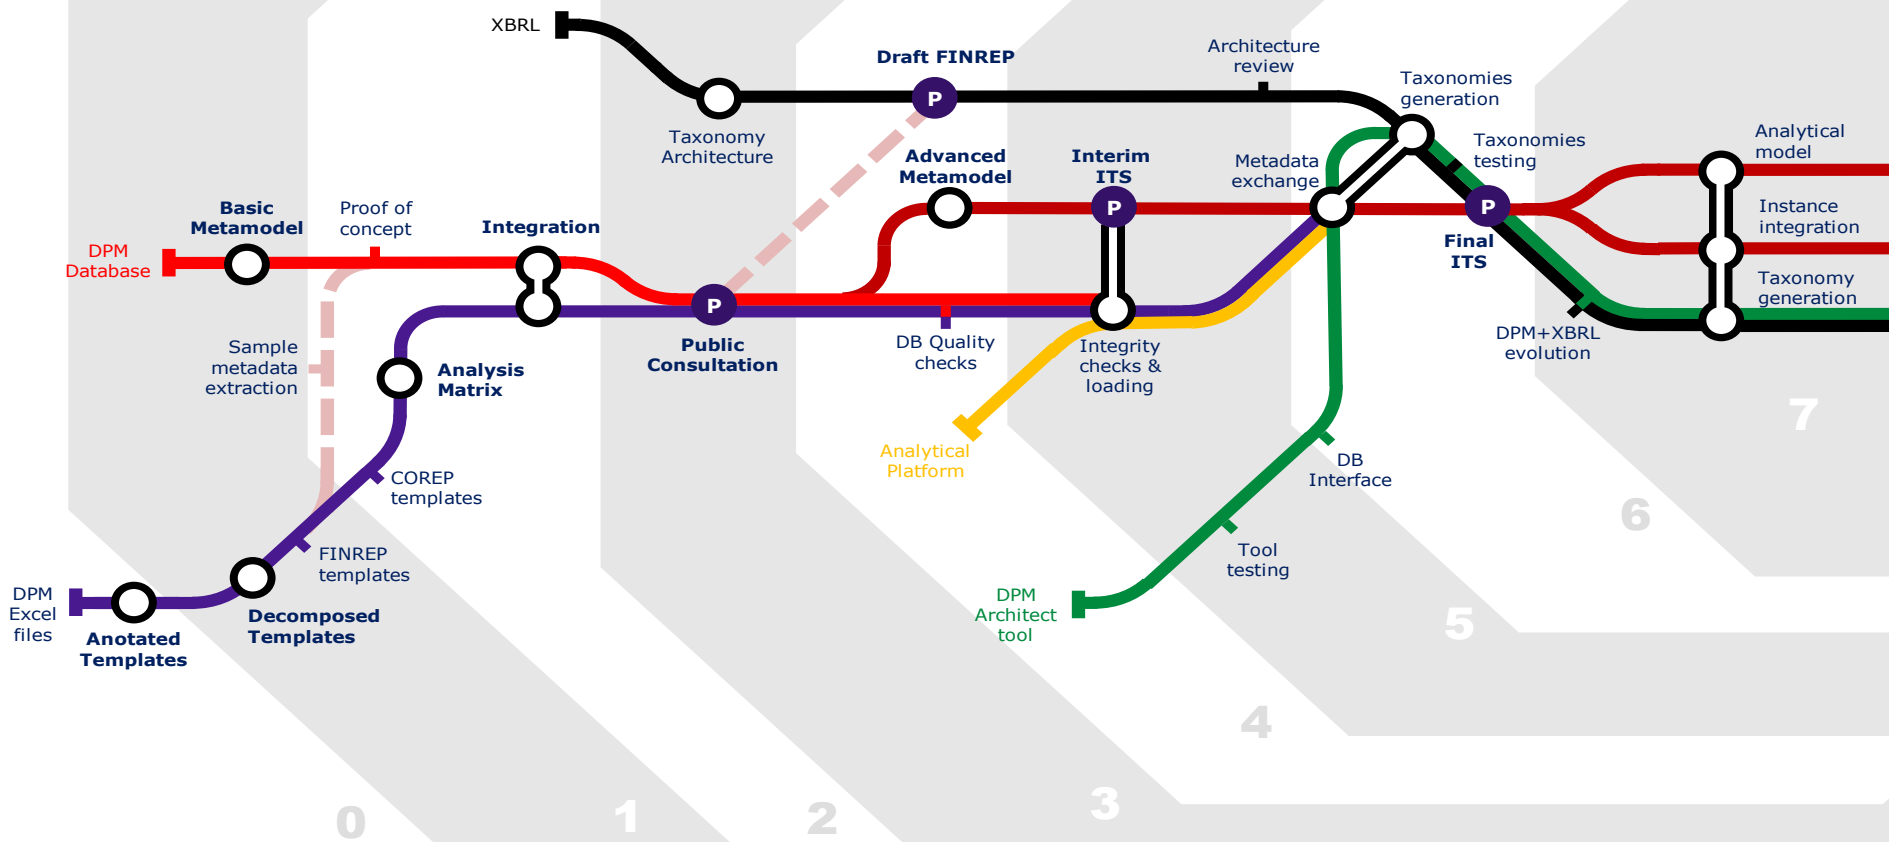 XBRL
Draft FINREP
P
Taxonomy
Architecture
Architecture
review
Taxonomies
generation
Taxonomies
testing
Analytical
model
Advanced
Metamodel
Interim
ITS
P
Metadata
exchange
P
Final
ITS
Instance
integration
Taxonomy
generation
DPM
Database
Basic
Metamodel
Proof of
concept
Integration
P
Public
Consultation
DB Quality
checks
Integrity
checks &
loading
DPM+XBRL
evolution
Sample
metadata
extraction
Analysis
Matrix
COREP
templates
FINREP
templates
Analytical
Platform
DB
Interface
Tool
testing
DPM
Architect
tool
DPM
Excel
files
Anotated
Templates
Decomposed
Templates
0
1
2
3
4
5
6
7